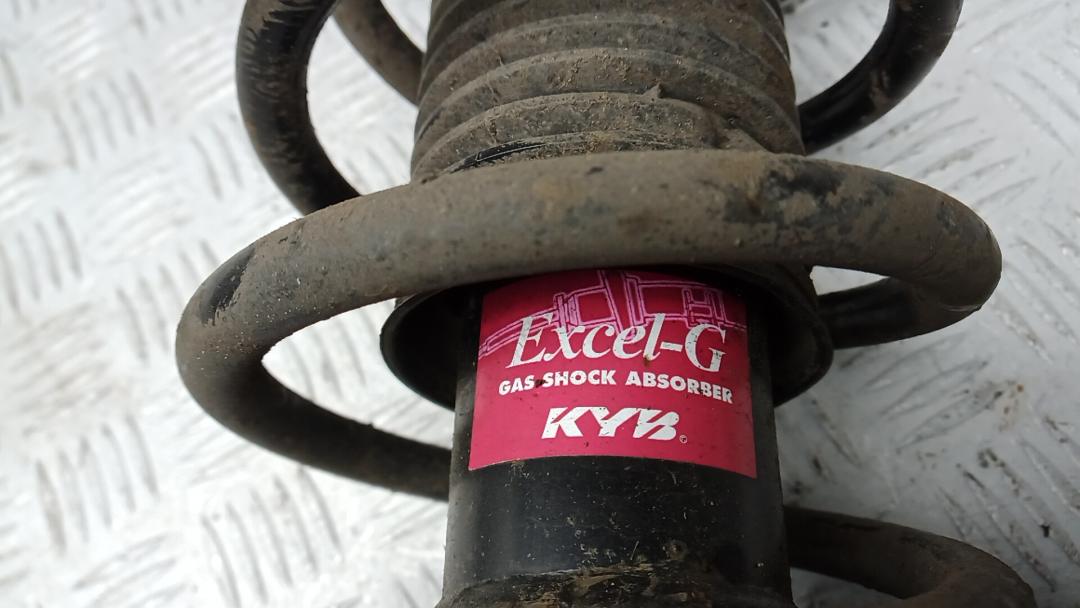 Excel-G
GAS SHOCK ABSORBER
KYB